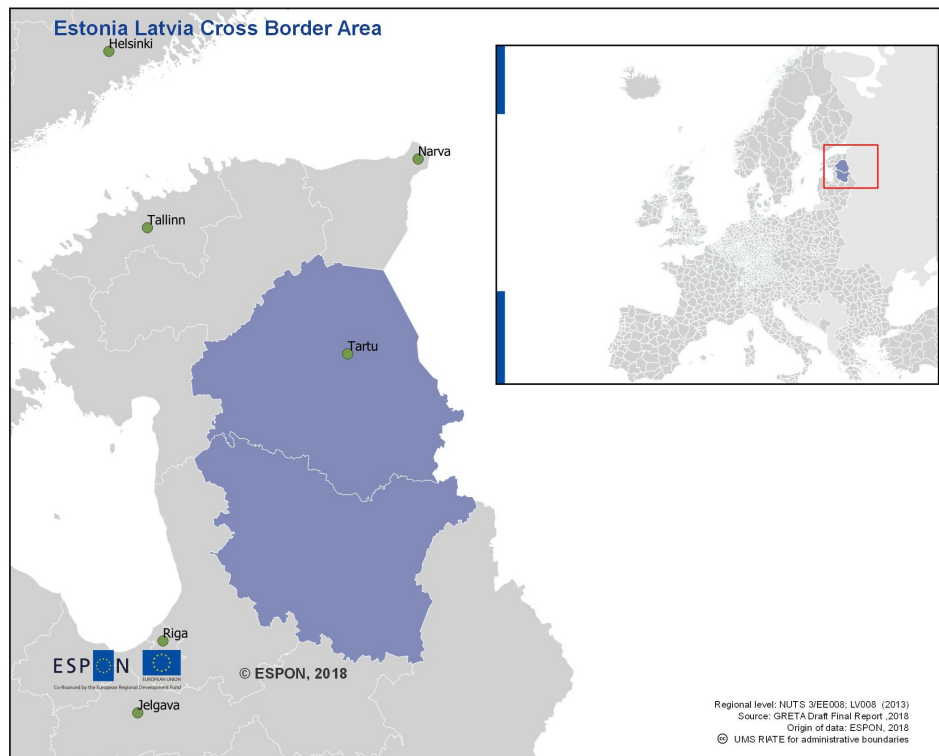 Estonia Latvia Cross Border Area
Helsinki
Narva
Tallinn
Tartu
Riga
ESPON
EUROPEAN UNION
Co-financed by the European Regional Development Fund
© ESPON, 2018
Jelgava
Regional level: NUTS 3/EE008; LV008 (2013)
Source: GRETA Draft Final Report ,2018
Origin of data: ESPON, 2018
cc UMS RIATE for administrative boundaries